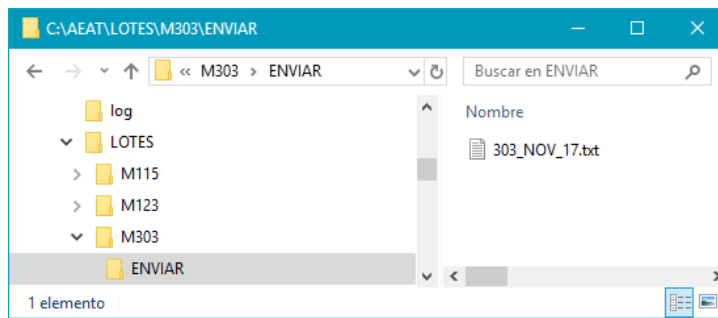 C:\AEAT\LOTES\M303\ENVIAR
« M303 > ENVIAR
Buscar en ENVIAR
log
LOTES
M115
M123
M303
ENVIAR
Nombre
303_NOV_17.txt
1 elemento